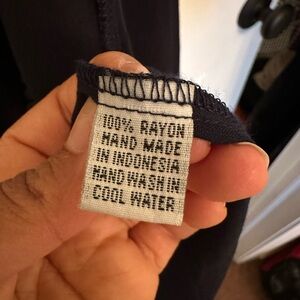 100% RAYON
HAND MADE
IN INDONESIA
HAND WASH IN
COOL WATER